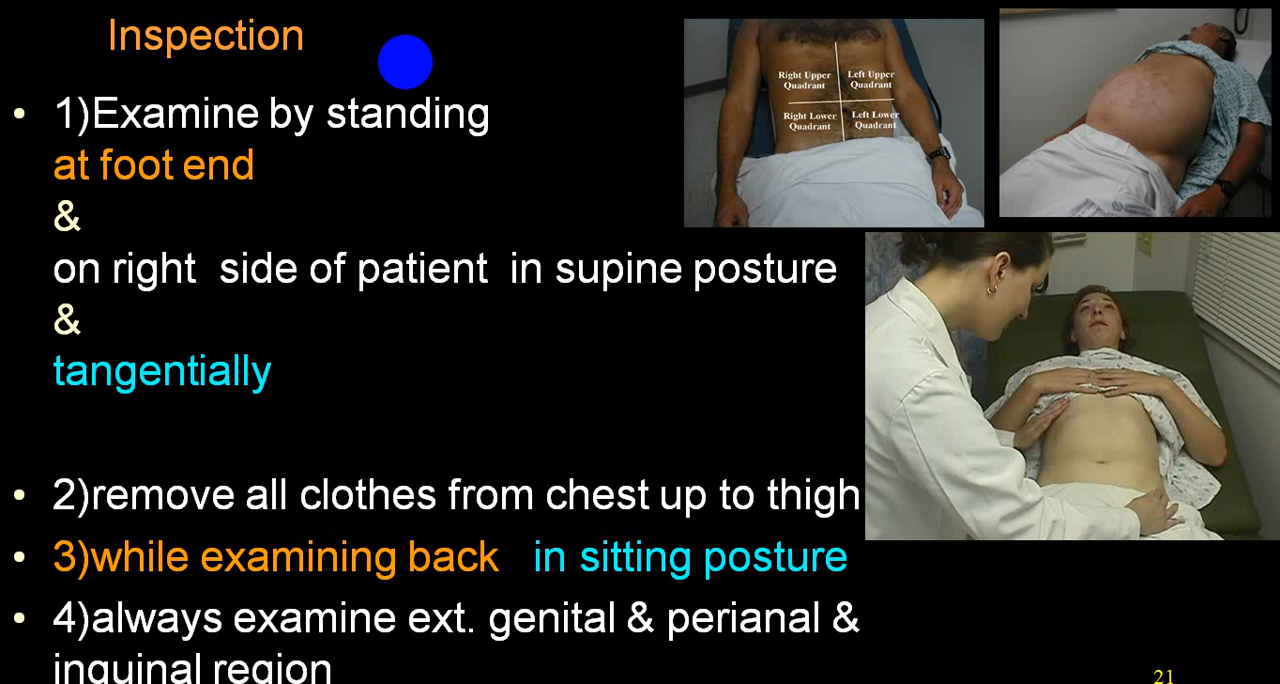 Inspection
• 1)Examine by standing
at foot end
&
on right side of patient in supine posture
&
tangentially
• 2)remove all clothes from chest up to thigh
• 3)while examining back in sitting posture
• 4)always examine ext. genital & perianal &
inguinal region
Right Upper
Quadrant
Left Upper
Quadrant
Right Lower
Quadrant
Left Lower
Quadrant
21